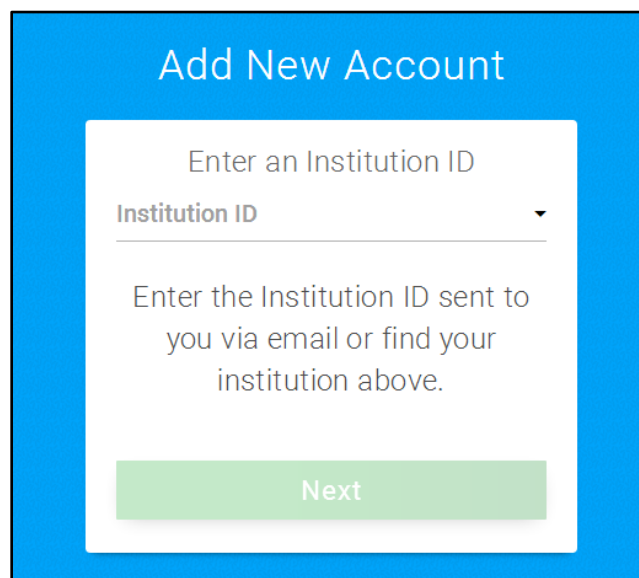 Add New Account
Enter an Institution ID
Institution ID
Enter the Institution ID sent to
you via email or find your
institution above.
Next